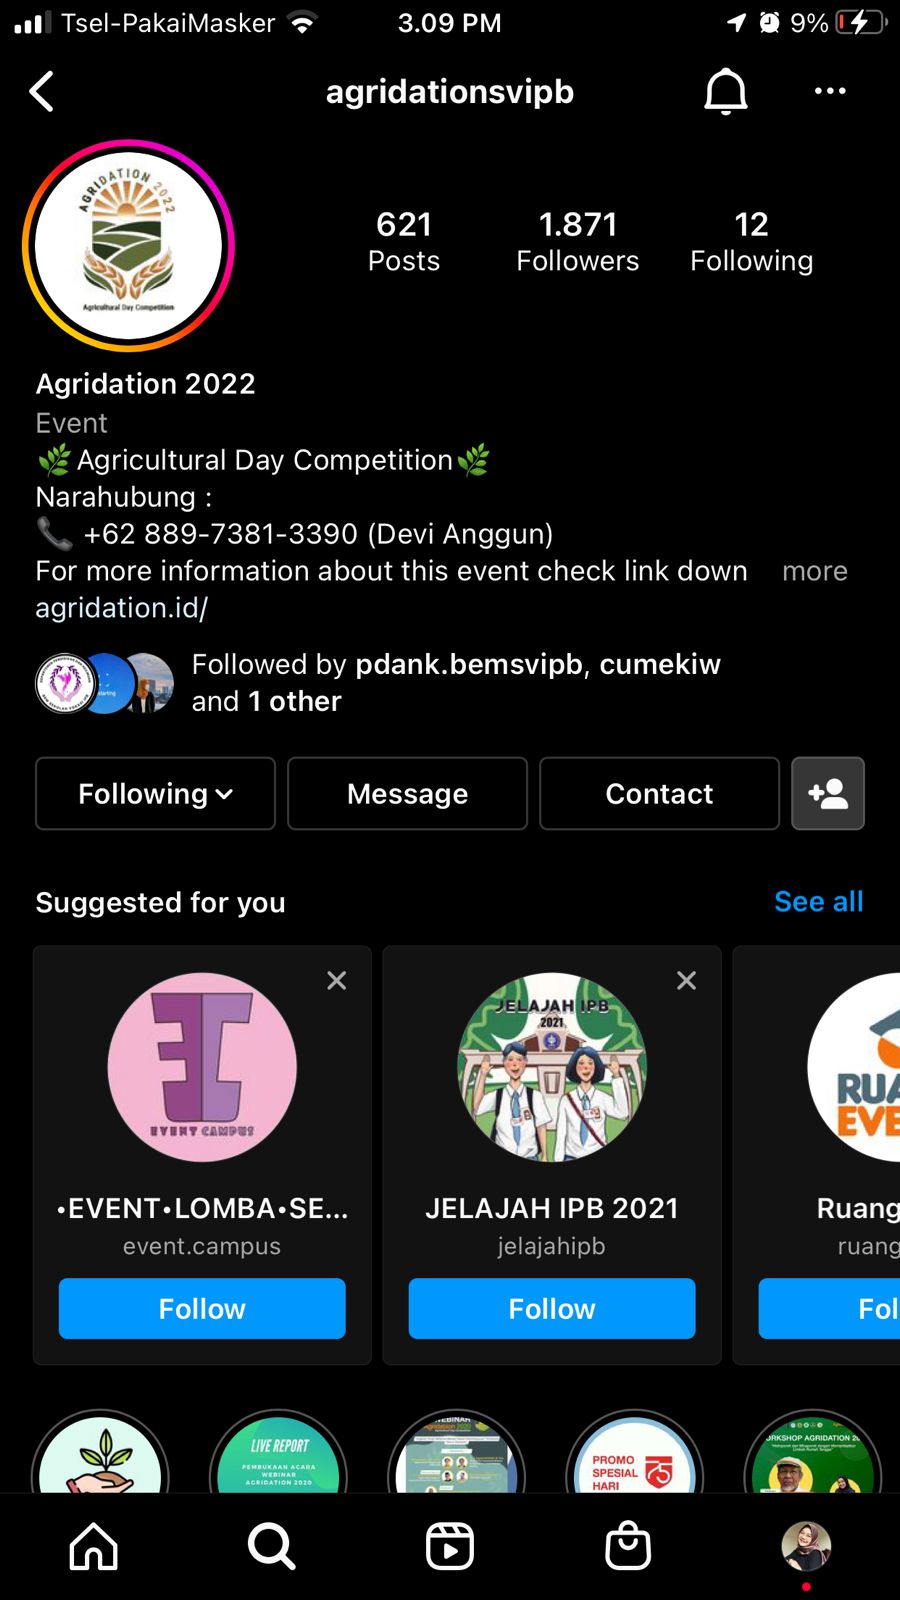 Tsel-PakaiMasker
3.09 PM
9%
agridationsvipb
AGRIDATION 2022
Agricultural Day Competition
621
Posts
1.871
Followers
12
Following
Agridation 2022
Event
🌿Agricultural Day Competition🌿
Narahubung :
📞 +62 889-7381-3390 (Devi Anggun)
For more information about this event check link down more
agridation.id/
Followed by pdank.bemsvipb, cumekiw
and 1 other
Following
Message
Contact
Suggested for you
See all
EVENT CAMPUS
•EVENT•LOMBA•SE...
event.campus
Follow
JELAJAH IPB
2021
JELAJAH IPB 2021
jelajahipb
Follow
RUA
EVE
Ruang
ruang
Fol
LIVE REPORT
PEMBUKAAN ACARA
WEBINAR
AGRIDATION 2020
WEBINAR
PROMO
SPESIAL
HARI
75
ORKSHOP AGRIDATION 20